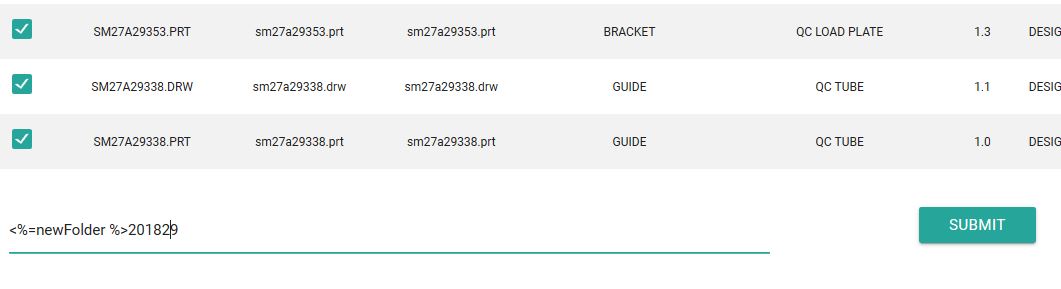 SM27A29353.PRT sm27a29353.prt sm27a29353.prt BRACKET QC LOAD PLATE 1.3 DESIG
SM27A29338.DRW sm27a29338.drw sm27a29338.drw GUIDE QC TUBE 1.1 DESIG
SM27A29338.PRT sm27a29338.prt sm27a29338.prt GUIDE QC TUBE 1.0 DESIG
<%=newFolder %>201829 SUBMIT